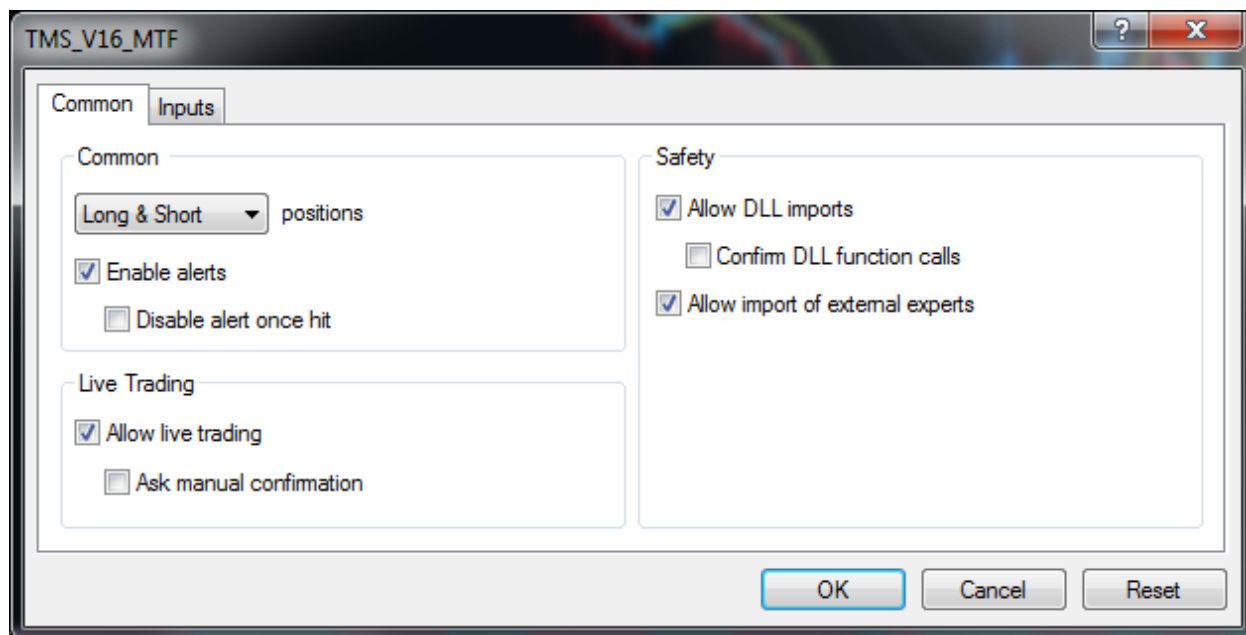 TMS_V16_MTF
?
X
Common
Inputs
Common
Long & Short
positions
Enable alerts
Disable alert once hit
Live Trading
Allow live trading
Ask manual confirmation
Safety
Allow DLL imports
Confirm DLL function calls
Allow import of external experts
OK
Cancel
Reset